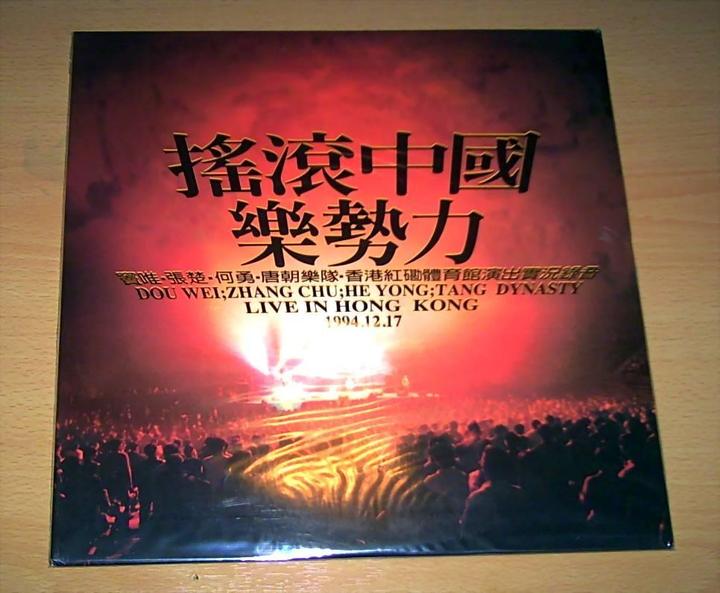 搖滾中國
樂勢力
竇唯·張楚·何勇·唐朝樂隊·香港紅磡體育館演出實況錄音
DOU WEI;ZHANG CHU;HE YONG;TANG DYNASTY
LIVE IN HONG KONG
1994.12.17